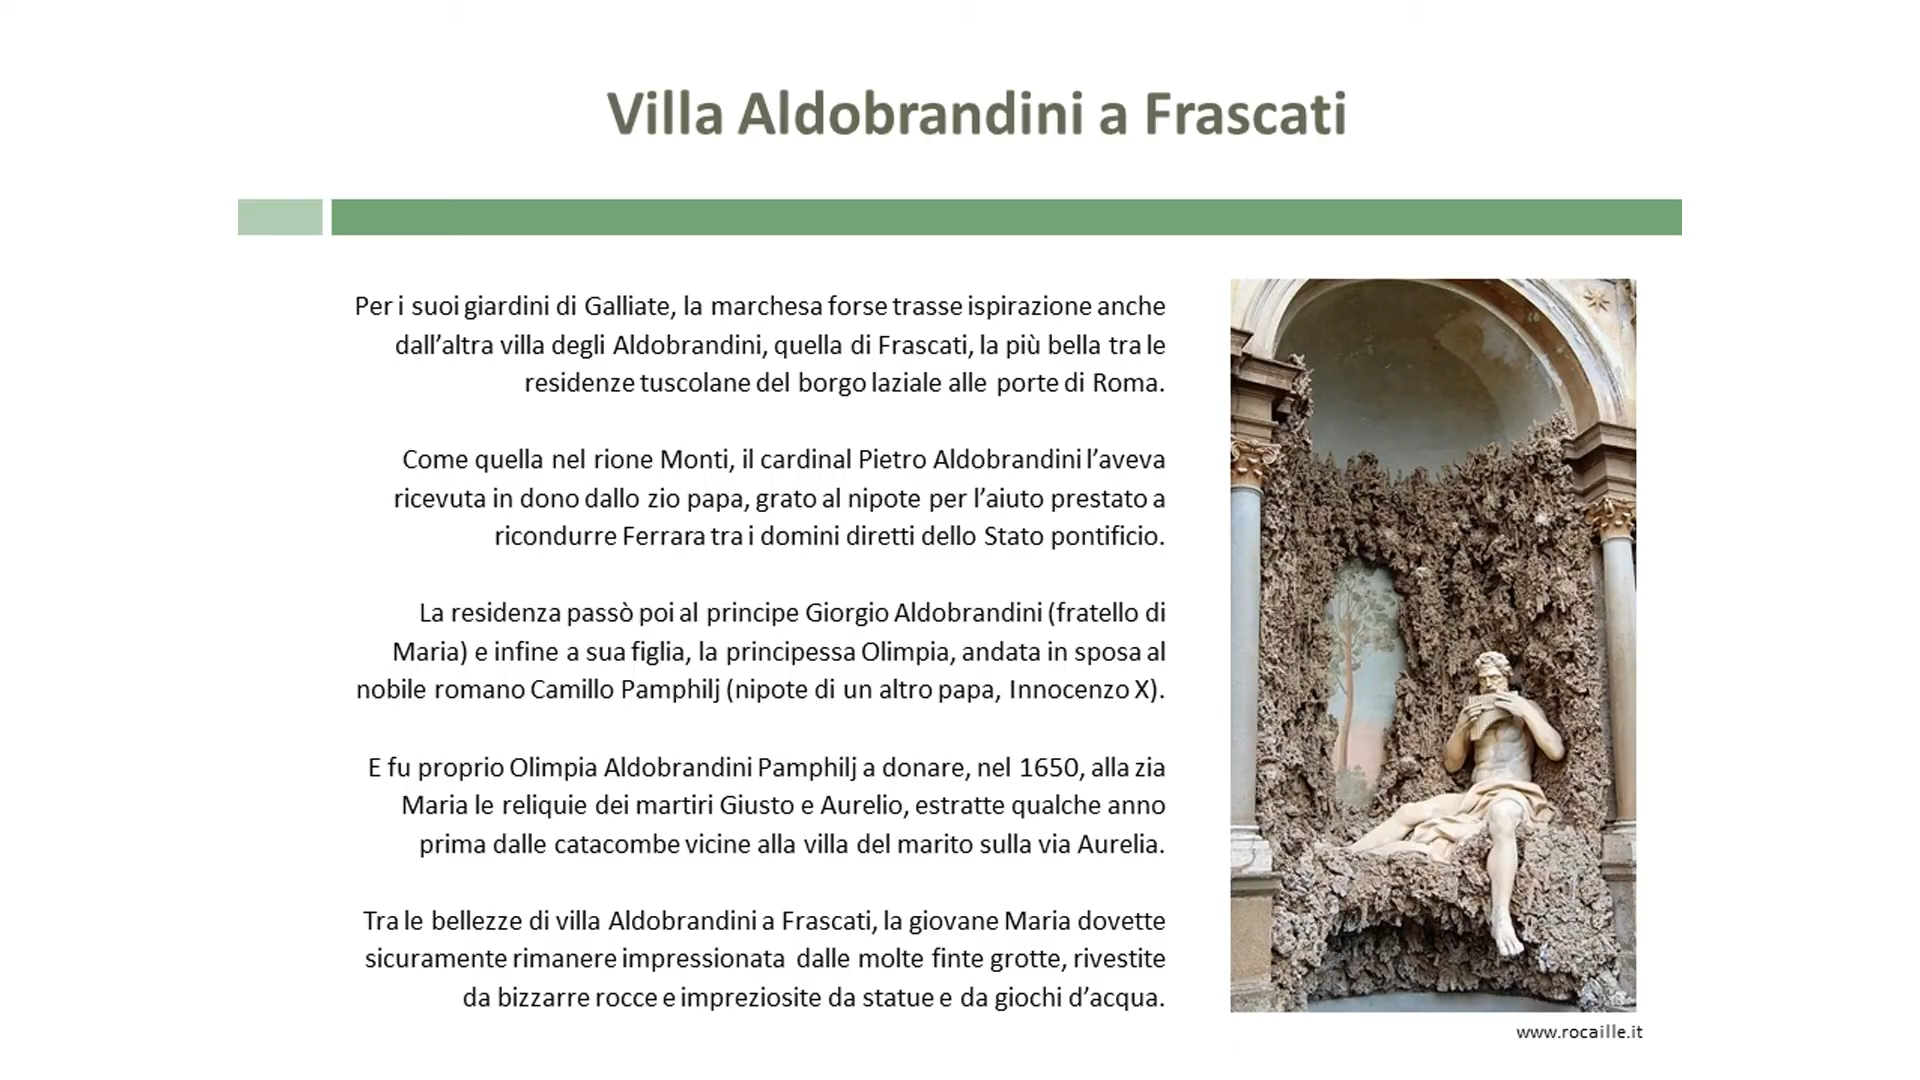 Villa Aldobrandini a Frascati
Per i suoi giardini di Galliate, la marchesa forse trasse ispirazione anche
dall’altra villa degli Aldobrandini, quella di Frascati, la più bella tra le
residenze tuscolane del borgo laziale alle porte di Roma.
Come quella nel rione Monti, il cardinal Pietro Aldobrandini l’aveva
ricevuta in dono dallo zio papa, grato al nipote per l’aiuto prestato a
ricondurre Ferrara tra i domini diretti dello Stato pontificio.
La residenza passò poi al principe Giorgio Aldobrandini (fratello di
Maria) e infine a sua figlia, la principessa Olimpia, andata in sposa al
nobile romano Camillo Pamphilj (nipote di un altro papa, Innocenzo X).
E fu proprio Olimpia Aldobrandini Pamphilj a donare, nel 1650, alla zia
Maria le reliquie dei martiri Giusto e Aurelio, estratte qualche anno
prima dalle catacombe vicine alla villa del marito sulla via Aurelia.
Tra le bellezze di villa Aldobrandini a Frascati, la giovane Maria dovette
sicuramente rimanere impressionata dalle molte finte grotte, rivestite
da bizzarre rocce e impreziosite da statue e da giochi d’acqua.
www.rocaille.it